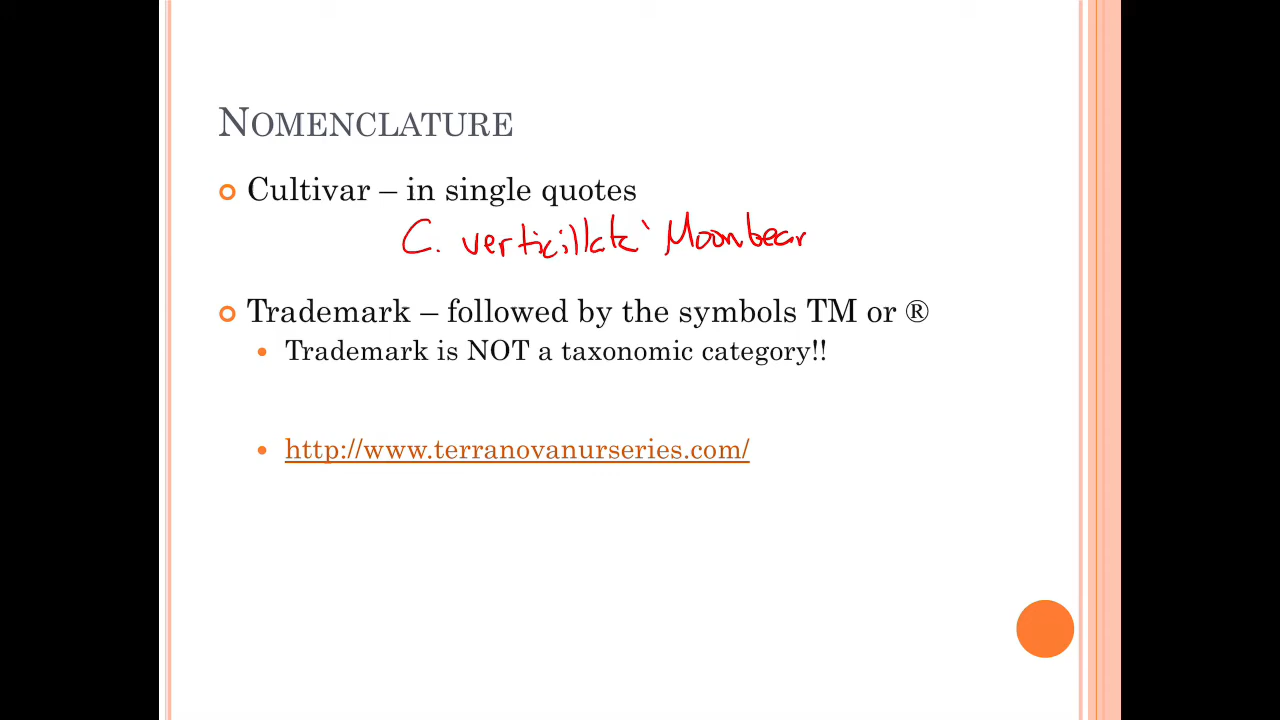 NOMENCLATURE
Cultivar – in single quotes
C. verticillata 'Moonbear
Trademark – followed by the symbols TM or ®
Trademark is NOT a taxonomic category!!
http://www.terranovanurseries.com/